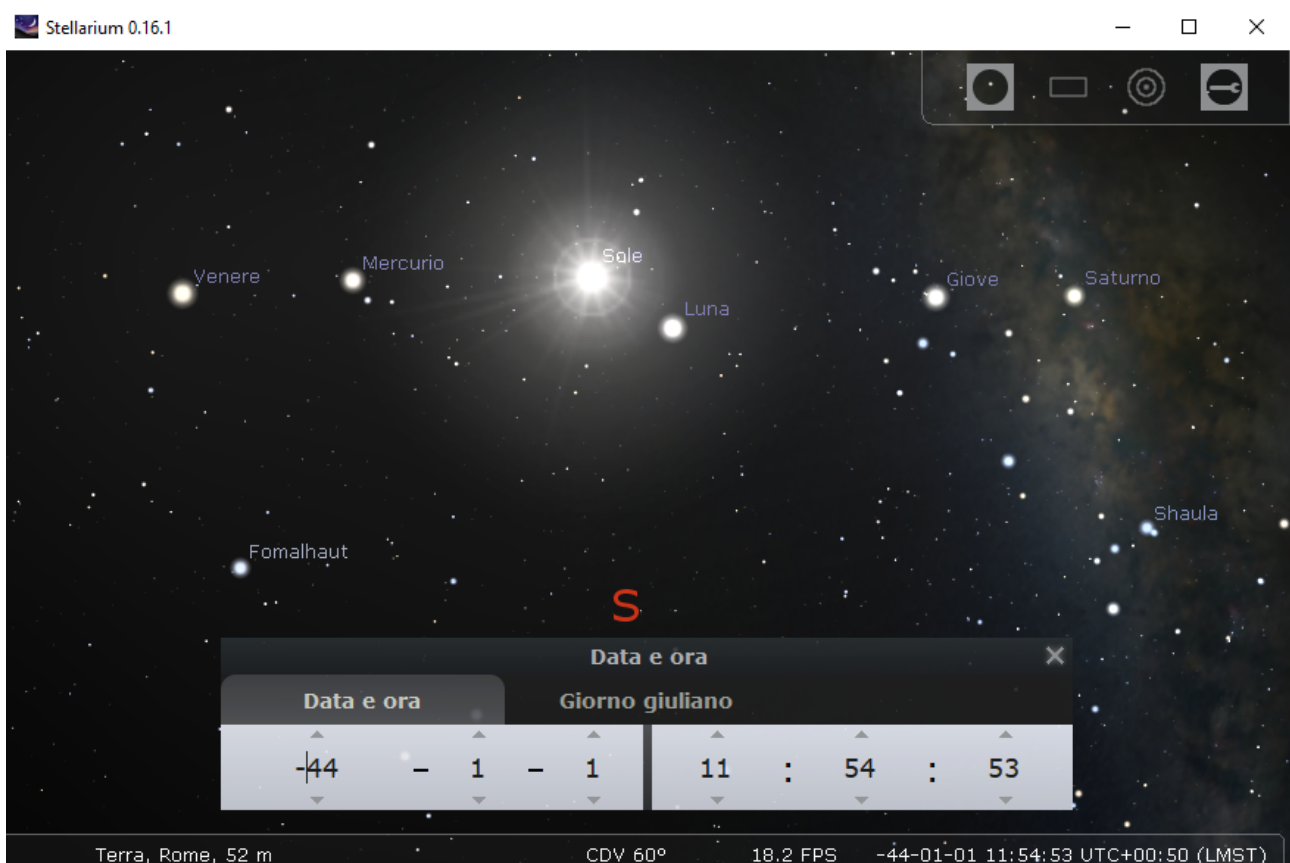 Stellarium 0.16.1
Sole
Mercurio
Venere
Giove
Saturno
Luna
Shaula
Fomalhaut
S
Data e ora
Data e ora Giorno giuliano
-44 – 1 – 1 11 : 54 : 53
Terra, Rome, 52 m CDV 60° 18.2 FPS -44-01-01 11:54:53 UTC+00:50 (LMST)